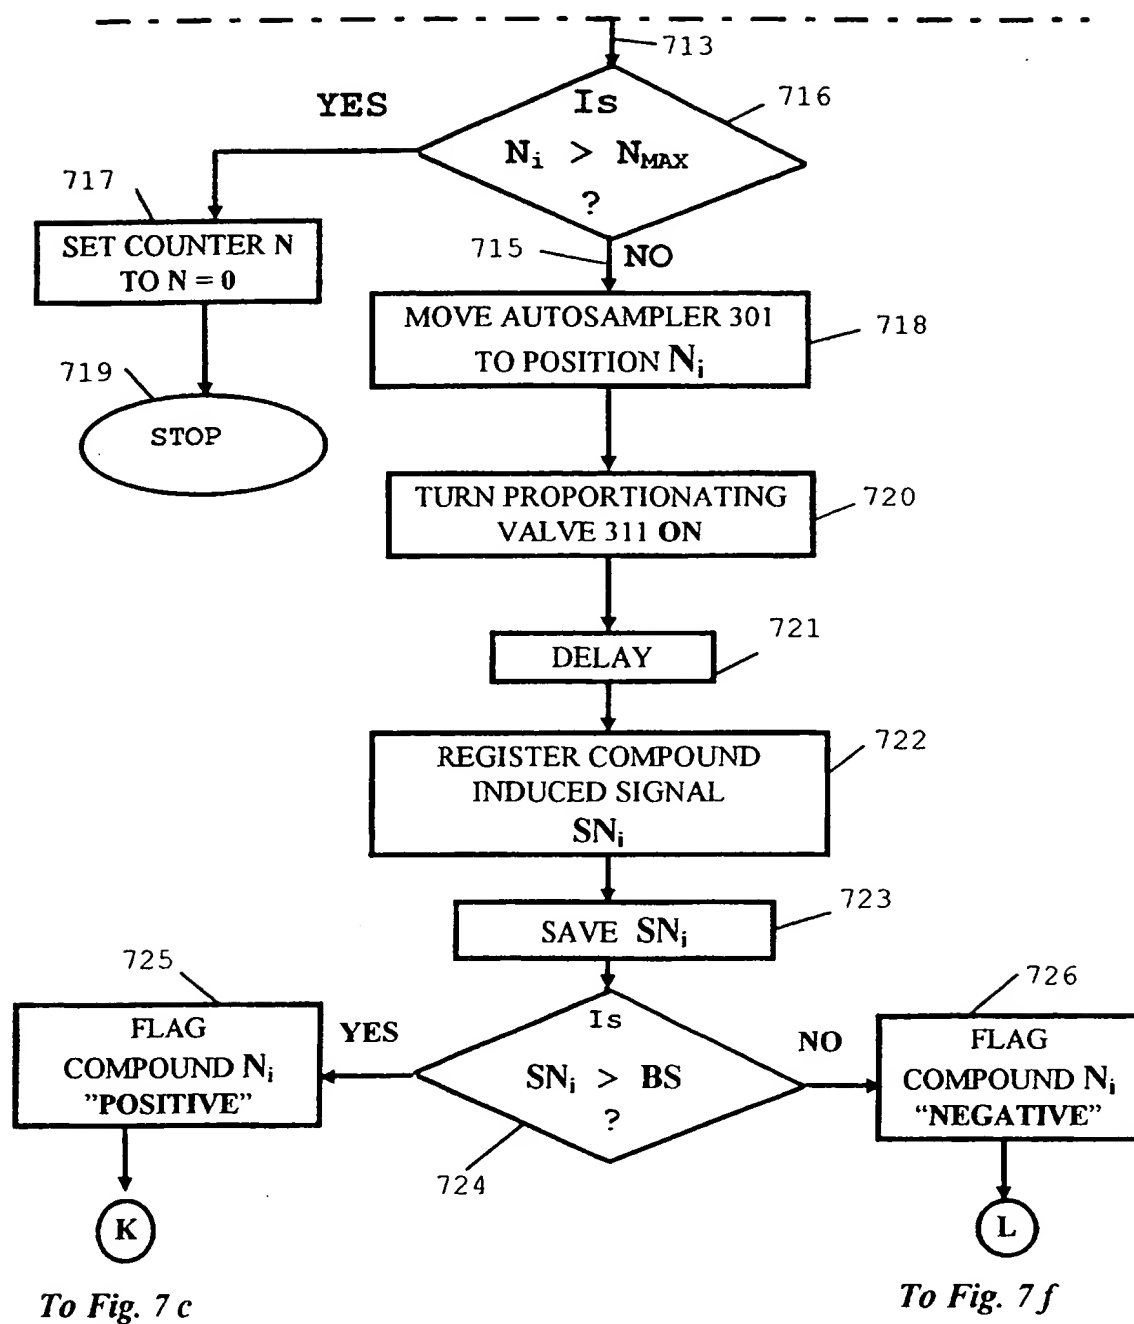 713
YES
Is
716
Nᵢ > N_MAX
?
717
SET COUNTER N
TO N = 0
715
NO
MOVE AUTOSAMPLER 301
TO POSITION Nᵢ
718
719
STOP
TURN PROPORTIONATING
VALVE 311 ON
720
DELAY
721
REGISTER COMPOUND
INDUCED SIGNAL
SNᵢ
722
SAVE SNᵢ
723
725
FLAG
COMPOUND Nᵢ
"POSITIVE"
YES
Is
SNᵢ > BS
?
724
NO
726
FLAG
COMPOUND Nᵢ
“NEGATIVE”
K
L
To Fig. 7 c
To Fig. 7 f